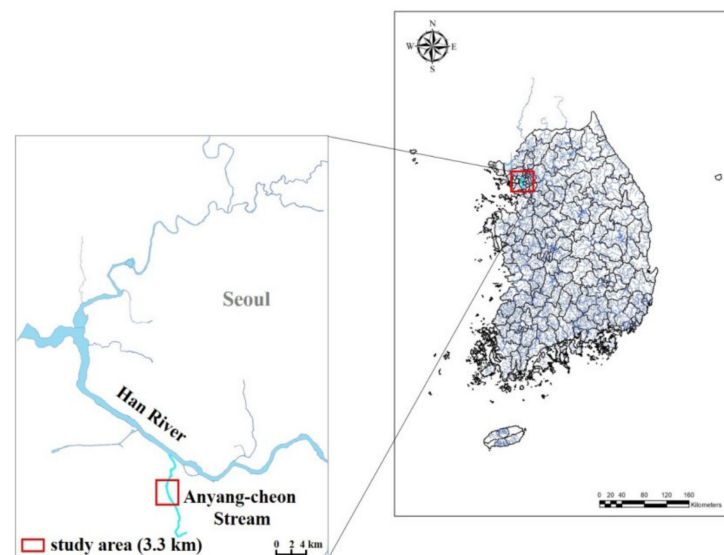 N
W E
S
Seoul
Han River
Anyang-cheon
Stream
study area (3.3 km)
0 2 4 km
0 20 40 80 120 160
Kilometers